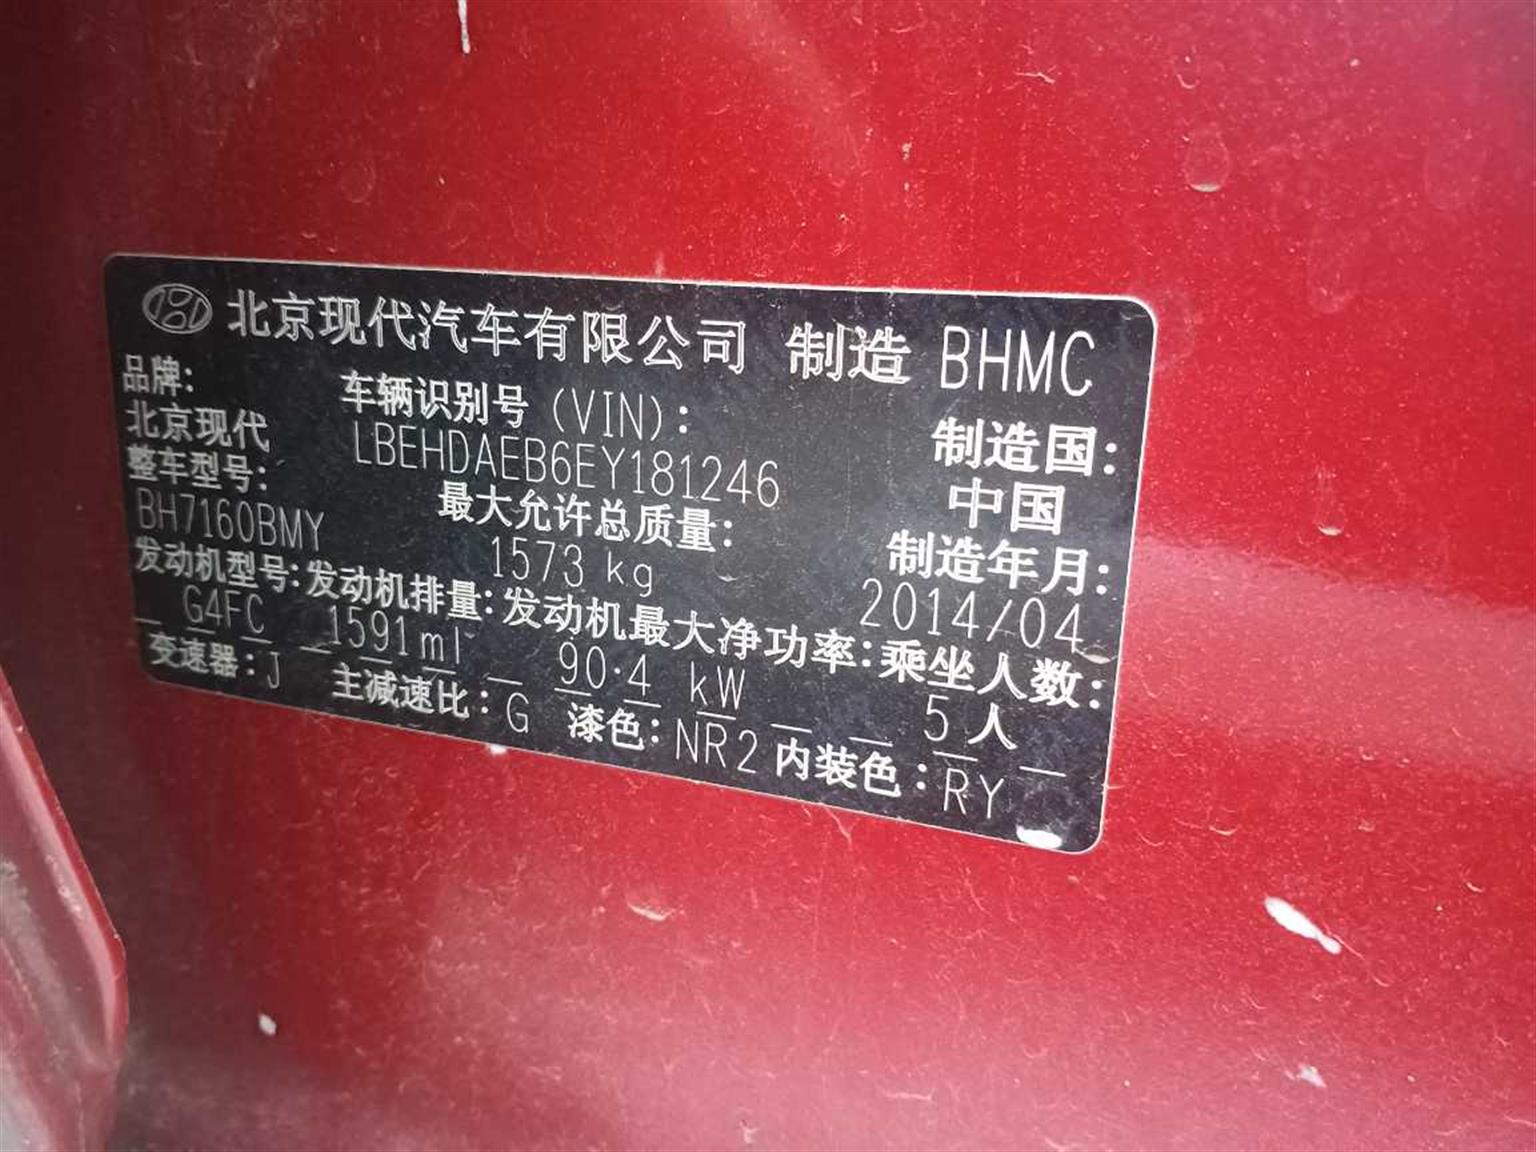 北京现代汽车有限公司 制造 BHMC
品牌: 车辆识别号 (VIN): 制造国:
北京现代 LBEHDAEB6EY181246 中国
整车型号: 最大允许总质量: 制造年月:
BH7160BMY 1573 kg 2014/04
发动机型号: 发动机排量: 发动机最大净功率: 乘坐人数:
G4FC 1591ml 90.4 kW 5人
变速器: J 主减速比: G 漆色: NR2 内装色: RY